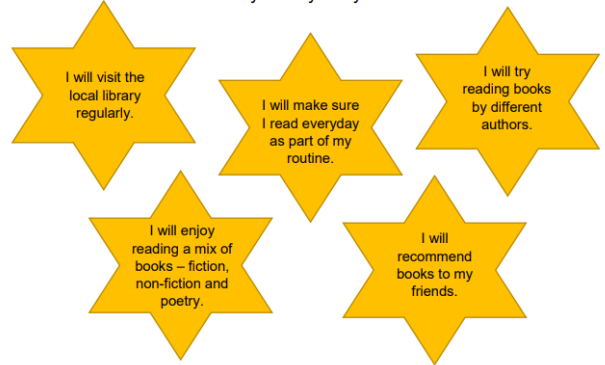 I will visit the
local library
regularly.
I will make sure
I read everyday
as part of my
routine.
I will try
reading books
by different
authors.
I will enjoy
reading a mix of
books – fiction,
non-fiction and
poetry.
I will
recommend
books to my
friends.